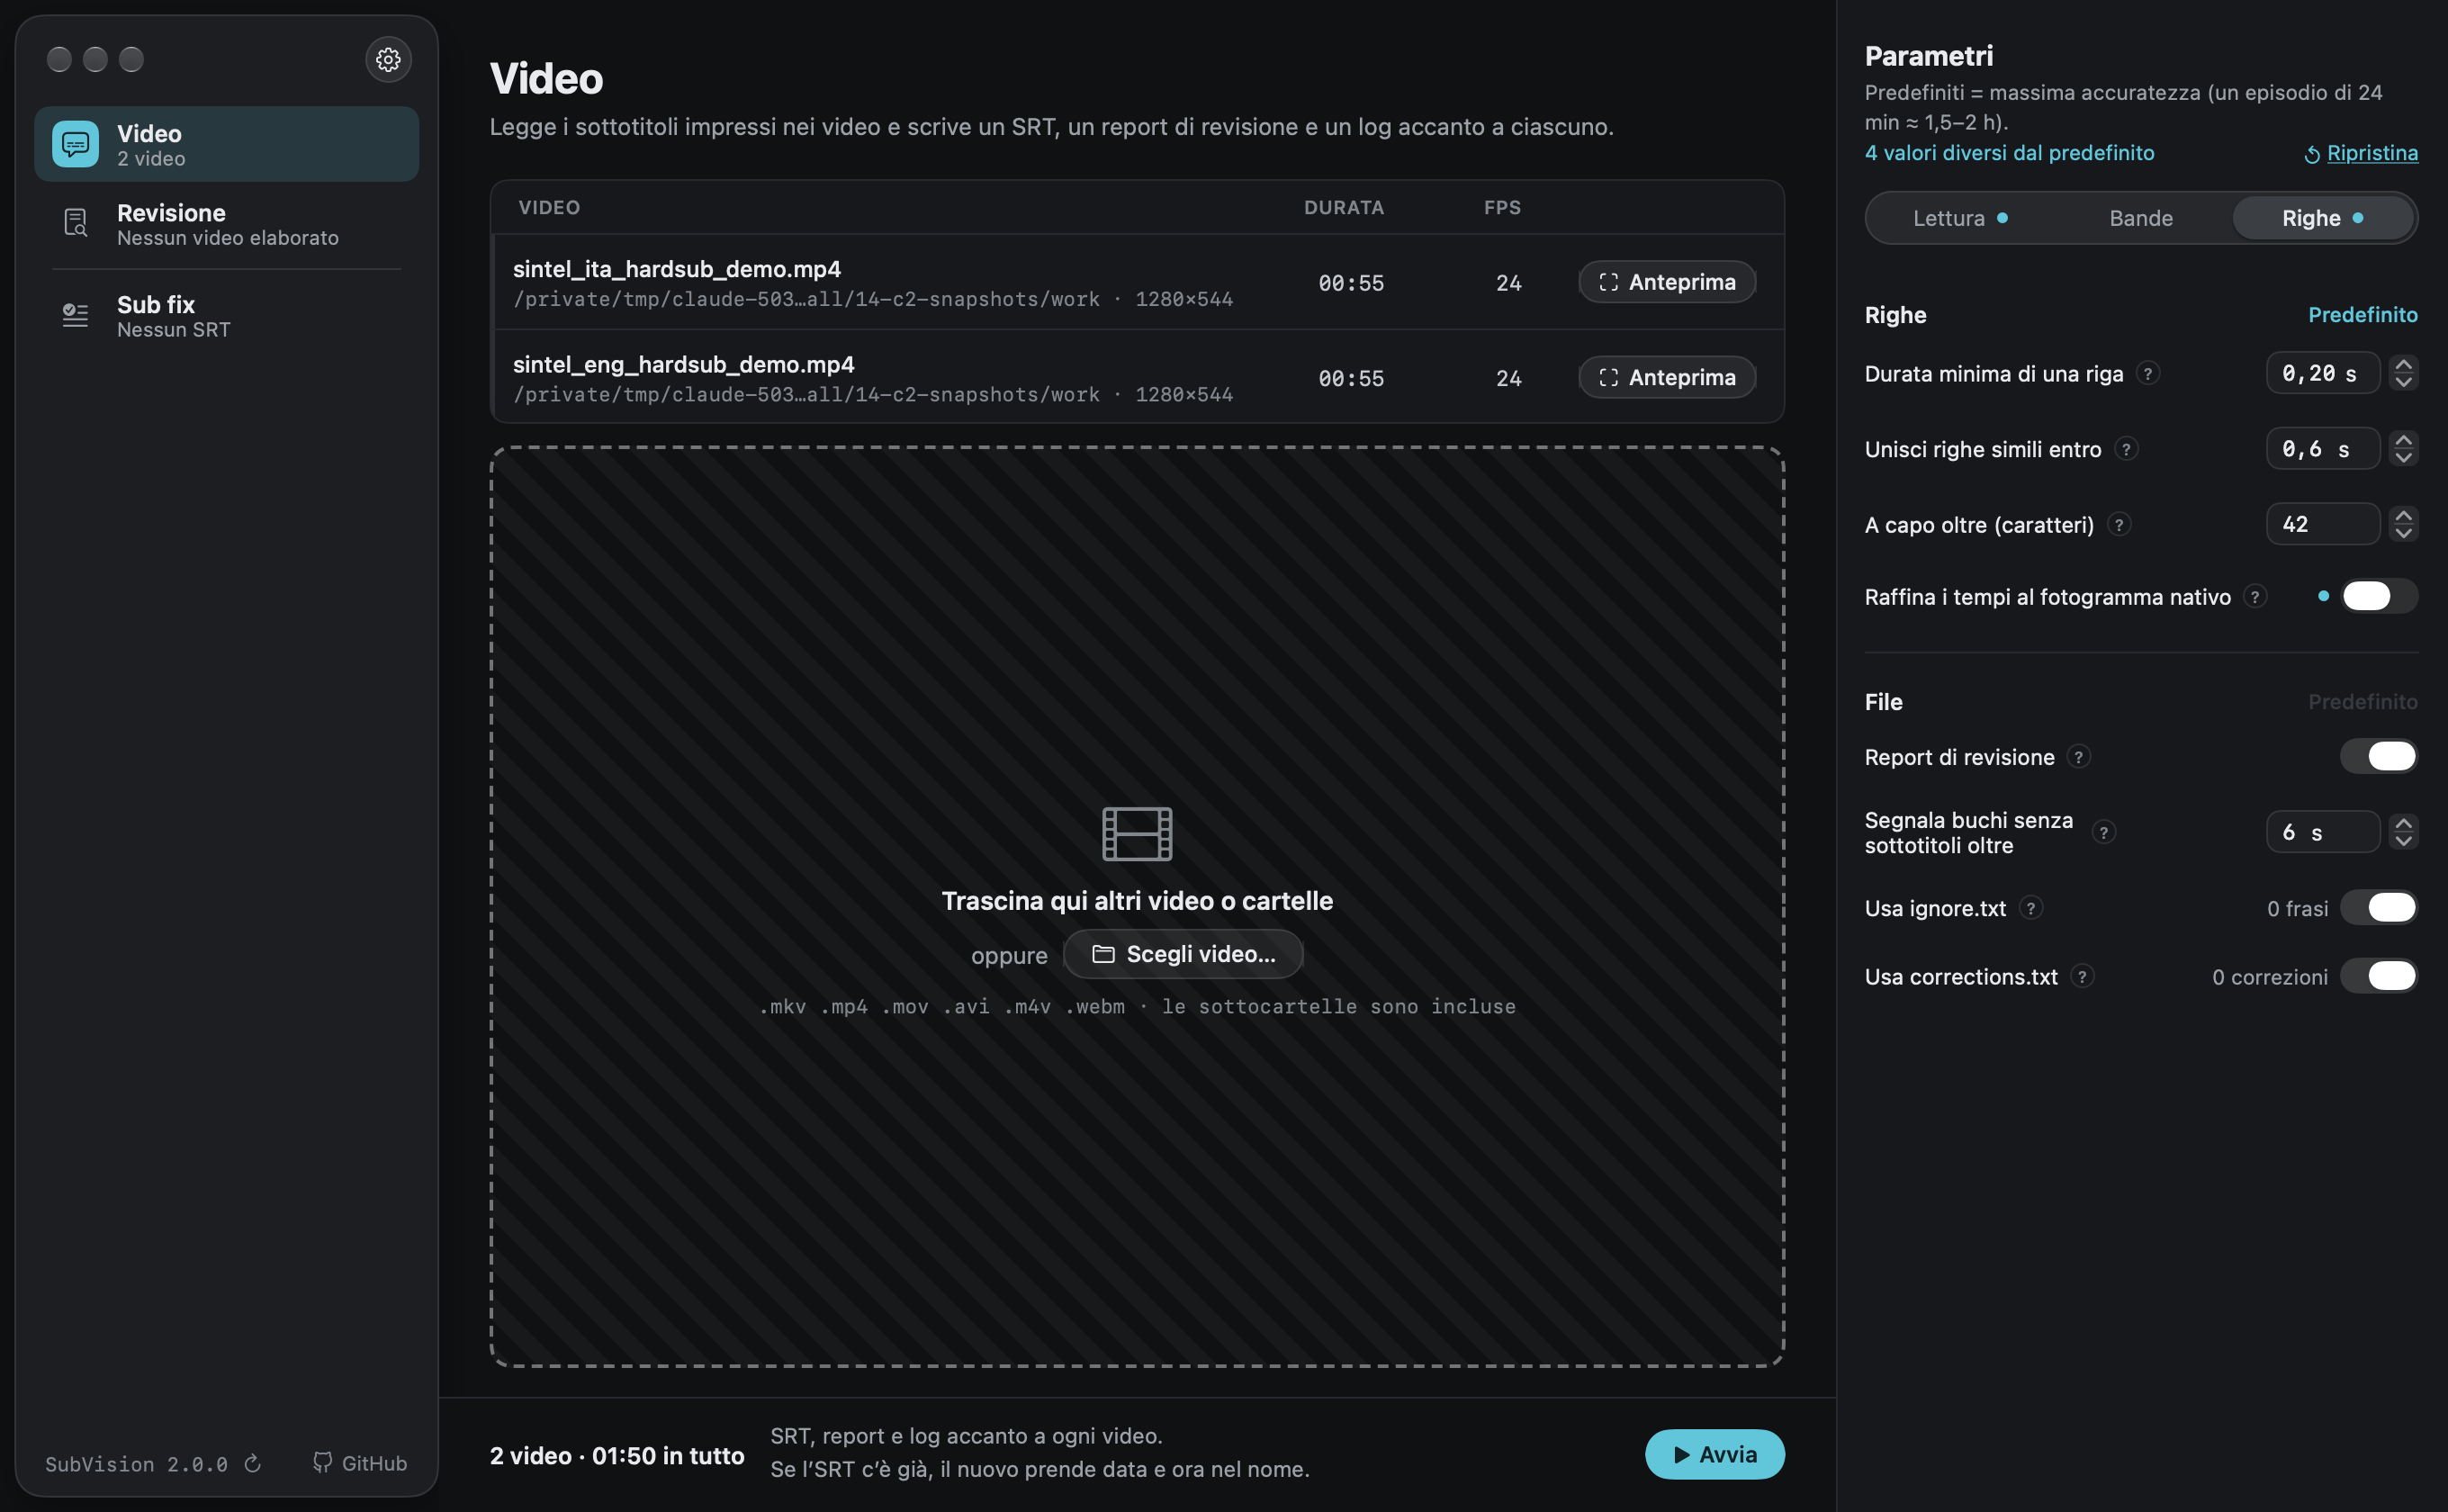 Video
2 video
Revisione
Nessun video elaborato
Sub fix
Nessun SRT
SubVision 2.0.0
GitHub
Video
Legge i sottotitoli impressi nei video e scrive un SRT, un report di revisione e un log accanto a ciascuno.
VIDEO DURATA FPS
sintel_ita_hardsub_demo.mp4
/private/tmp/claude-503…all/14-c2-snapshots/work · 1280×544
00:55 24 Anteprima
sintel_eng_hardsub_demo.mp4
/private/tmp/claude-503…all/14-c2-snapshots/work · 1280×544
00:55 24 Anteprima
Trascina qui altri video o cartelle
oppure Scegli video...
.mkv .mp4 .mov .avi .m4v .webm · le sottocartelle sono incluse
2 video · 01:50 in tutto
SRT, report e log accanto a ogni video.
Se l’SRT c’è già, il nuovo prende data e ora nel nome.
Avvia
Parametri
Predefiniti = massima accuratezza (un episodio di 24
min ≈ 1,5–2 h).
4 valori diversi dal predefinito Ripristina
Lettura Bande Righe
Righe Predefinito
Durata minima di una riga ? 0,20 s
Unisci righe simili entro ? 0,6 s
A capo oltre (caratteri) ? 42
Raffina i tempi al fotogramma nativo ?
File Predefinito
Report di revisione ?
Segnala buchi senza
sottotitoli oltre ? 6 s
Usa ignore.txt ? 0 frasi
Usa corrections.txt ? 0 correzioni